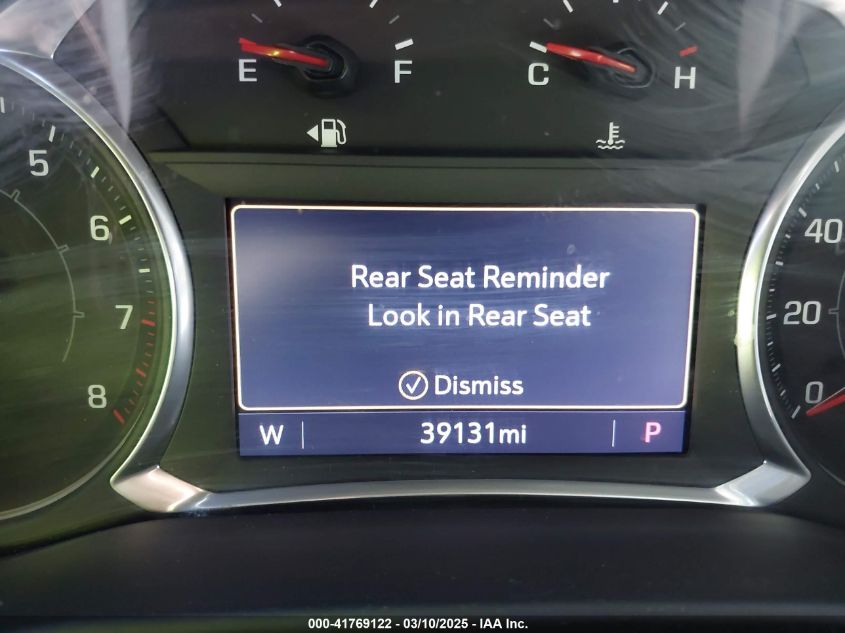 E F C H
5
6
7
8
40
20
0
Rear Seat Reminder
Look in Rear Seat
Dismiss
W 39131mi P
000-41769122 - 03/10/2025 - IAA Inc.